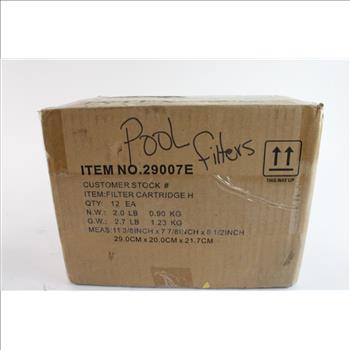 Pool filters
ITEM NO.29007E
THIS WAY UP
CUSTOMER STOCK #
ITEM:FILTER CARTRIDGE H
QTY: 12 EA
N.W.: 2.0 LB 0.90 KG
G.W.: 2.7 LB 1.23 KG
MEAS:11 3/8INCH X 7 7/8INCH X 8 1/2INCH
29.0CM X 20.0CM X 21.7CM